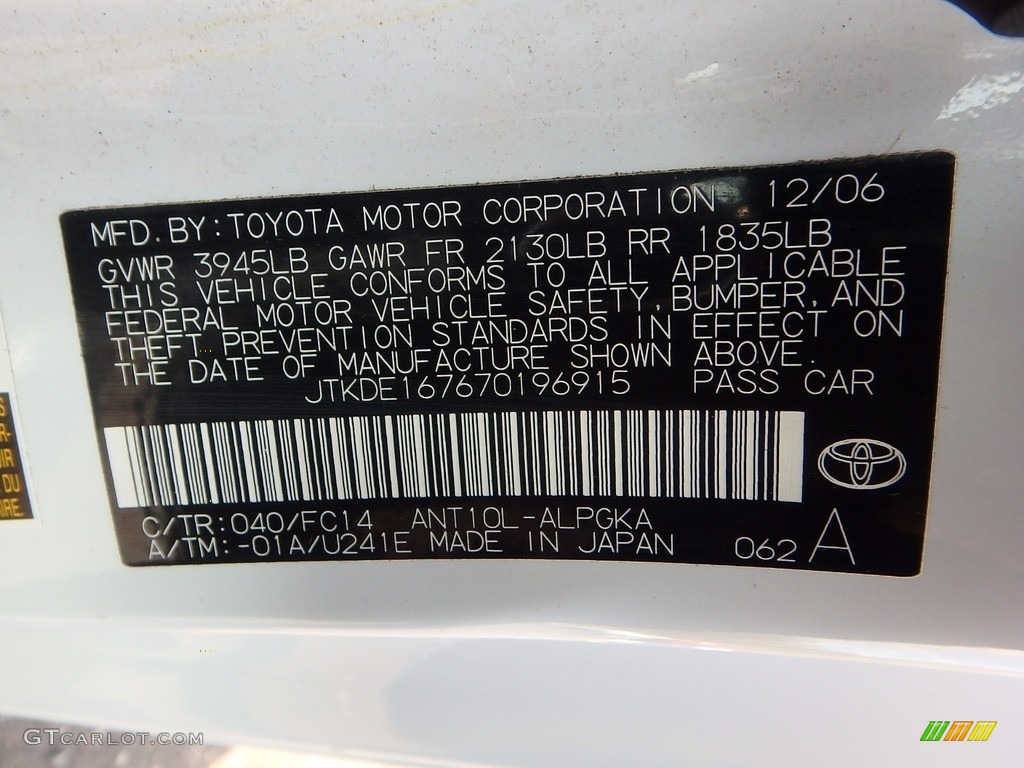 MFD. BY: TOYOTA MOTOR CORPORATION 12/06
GVWR 3945LB GAWR FR 2130LB RR 1835LB
THIS VEHICLE CONFORMS TO ALL APPLICABLE
FEDERAL MOTOR VEHICLE SAFETY, BUMPER, AND
THEFT PREVENTION STANDARDS IN EFFECT ON
THE DATE OF MANUFACTURE SHOWN ABOVE.
JTKDE167670196915 PASS CAR
C/TR: 040/FC14 ANT10L-ALPGKA
A/TM: -01A/U241E MADE IN JAPAN 062 A
DU
GTCARLOT.COM